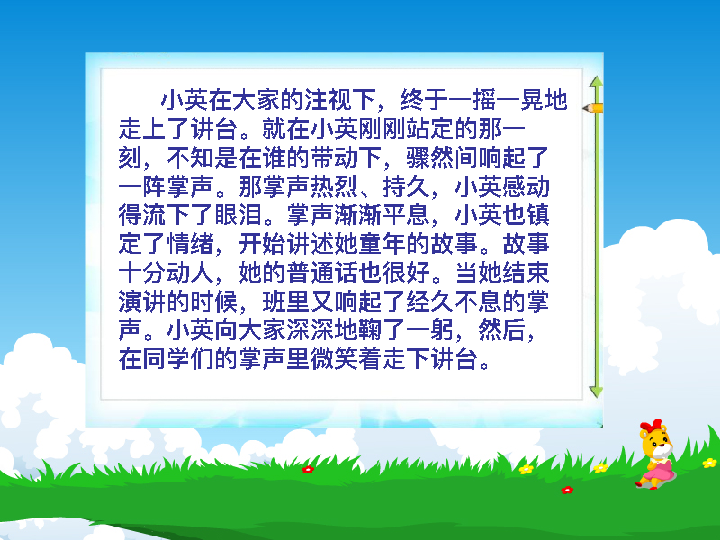 小英在大家的注视下，终于一摇一晃地
走上了讲台。就在小英刚刚站定的那一
刻，不知是在谁的带动下，骤然间响起了
一阵掌声。那掌声热烈、持久，小英感动
得流下了眼泪。掌声渐渐平息，小英也镇
定了情绪，开始讲述她童年的故事。故事
十分动人，她的普通话也很好。当她结束
演讲的时候，班里又响起了经久不息的掌
声。小英向大家深深地鞠了一躬，然后，
在同学们的掌声里微笑着走下讲台。